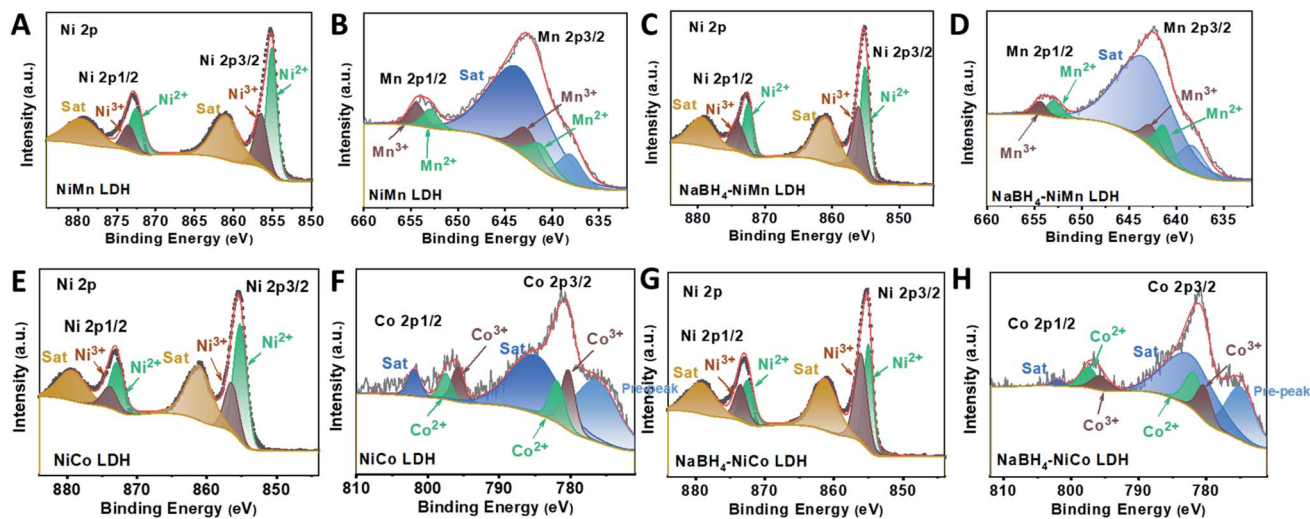 A
Ni 2p
Ni 2p3/2
Ni 2p1/2
Ni²⁺
Ni³⁺
Ni³⁺
Ni²⁺
Sat
Sat
NiMn LDH
Intensity (a.u.)
880 875 870 865 860 855 850
Binding Energy (eV)
B
Mn 2p3/2
Sat
Mn 2p1/2
Mn³⁺
Mn²⁺
Mn³⁺
Mn²⁺
NiMn LDH
Intensity (a.u.)
660 655 650 645 640 635
Binding Energy (eV)
C
Ni 2p
Ni 2p3/2
Ni 2p1/2
Ni³⁺
Ni²⁺
Ni³⁺
Ni²⁺
Sat
Sat
NaBH₄-NiMn LDH
Intensity (a.u.)
880 870 860 850
Binding Energy (eV)
D
Mn 2p3/2
Mn 2p1/2
Sat
Mn²⁺
Mn³⁺
Mn³⁺
Mn²⁺
NaBH₄-NiMn LDH
Intensity (a.u.)
660 655 650 645 640 635
Binding Energy (eV)
E
Ni 2p
Ni 2p3/2
Ni 2p1/2
Ni³⁺
Ni³⁺
Ni²⁺
Ni²⁺
Sat
Sat
NiCo LDH
Intensity (a.u.)
880 870 860 850
Binding Energy (eV)
F
Co 2p3/2
Co 2p1/2
Co³⁺
Sat
Co³⁺
Sat
Pre-peak
Co²⁺
Co²⁺
NiCo LDH
Intensity (a.u.)
810 800 790 780
Binding Energy (eV)
G
Ni 2p
Ni 2p3/2
Ni 2p1/2
Ni³⁺
Ni³⁺
Ni²⁺
Ni²⁺
Sat
Sat
NaBH₄-NiCo LDH
Intensity (a.u.)
880 870 860 850
Binding Energy (eV)
H
Co 2p3/2
Co 2p1/2
Co²⁺
Sat
Co³⁺
Sat
Pre-peak
Co³⁺
Co²⁺
NaBH₄-NiCo LDH
Intensity (a.u.)
810 800 790 780
Binding Energy (eV)